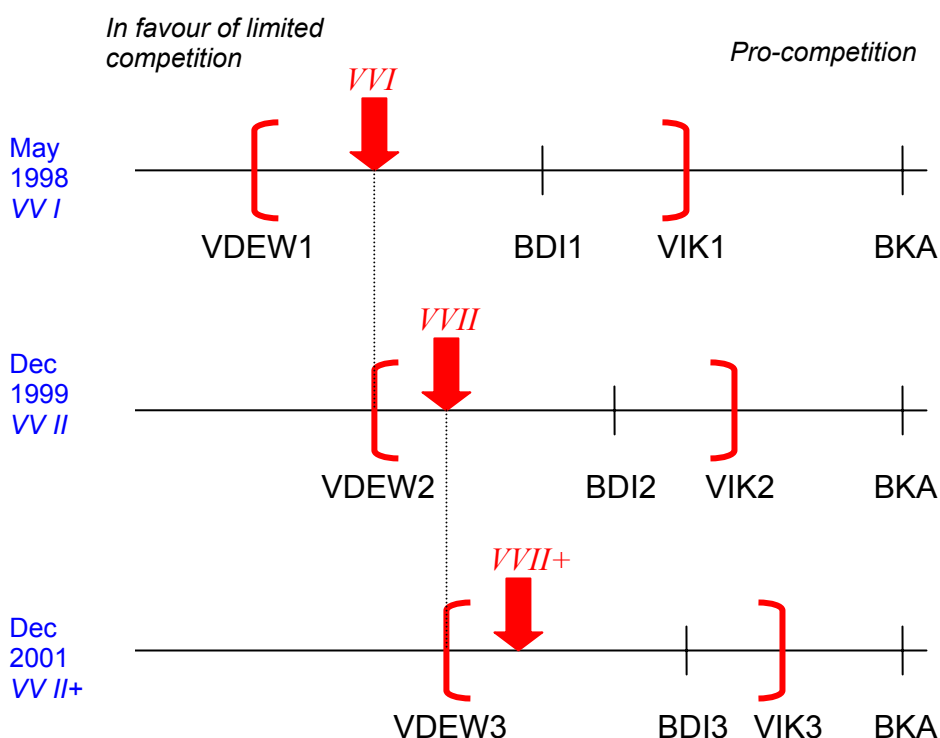 In favour of limited
competition
Pro-competition
VVI
May
1998
VV I
VDEW1
BDI1
VIK1
BKA
VVII
Dec
1999
VV II
VDEW2
BDI2
VIK2
BKA
VVII+
Dec
2001
VV II+
VDEW3
BDI3
VIK3
BKA